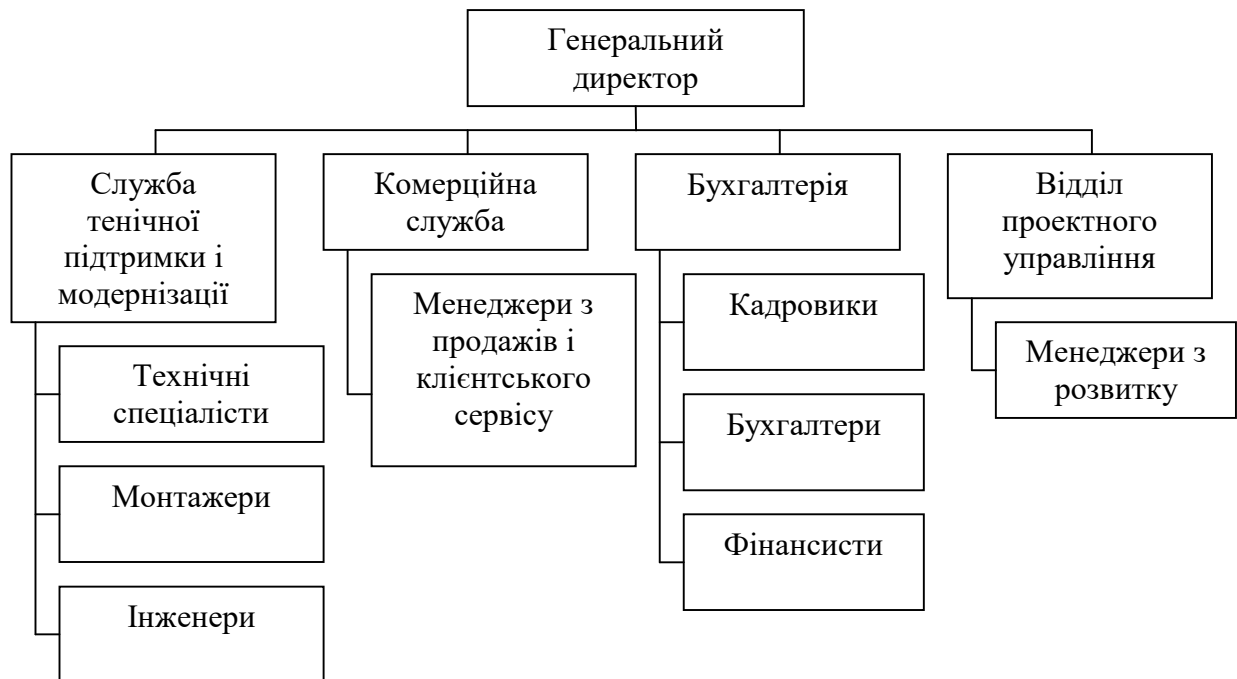 Генеральний
директор
Служба
тенічної
підтримки і
модернізації
Технічні
спеціалісти
Монтажери
Інженери
Комерційна
служба
Менеджери з
продажів і
клієнтського
сервісу
Бухгалтерія
Кадровики
Бухгалтери
Фінансисти
Відділ
проектного
управління
Менеджери з
розвитку